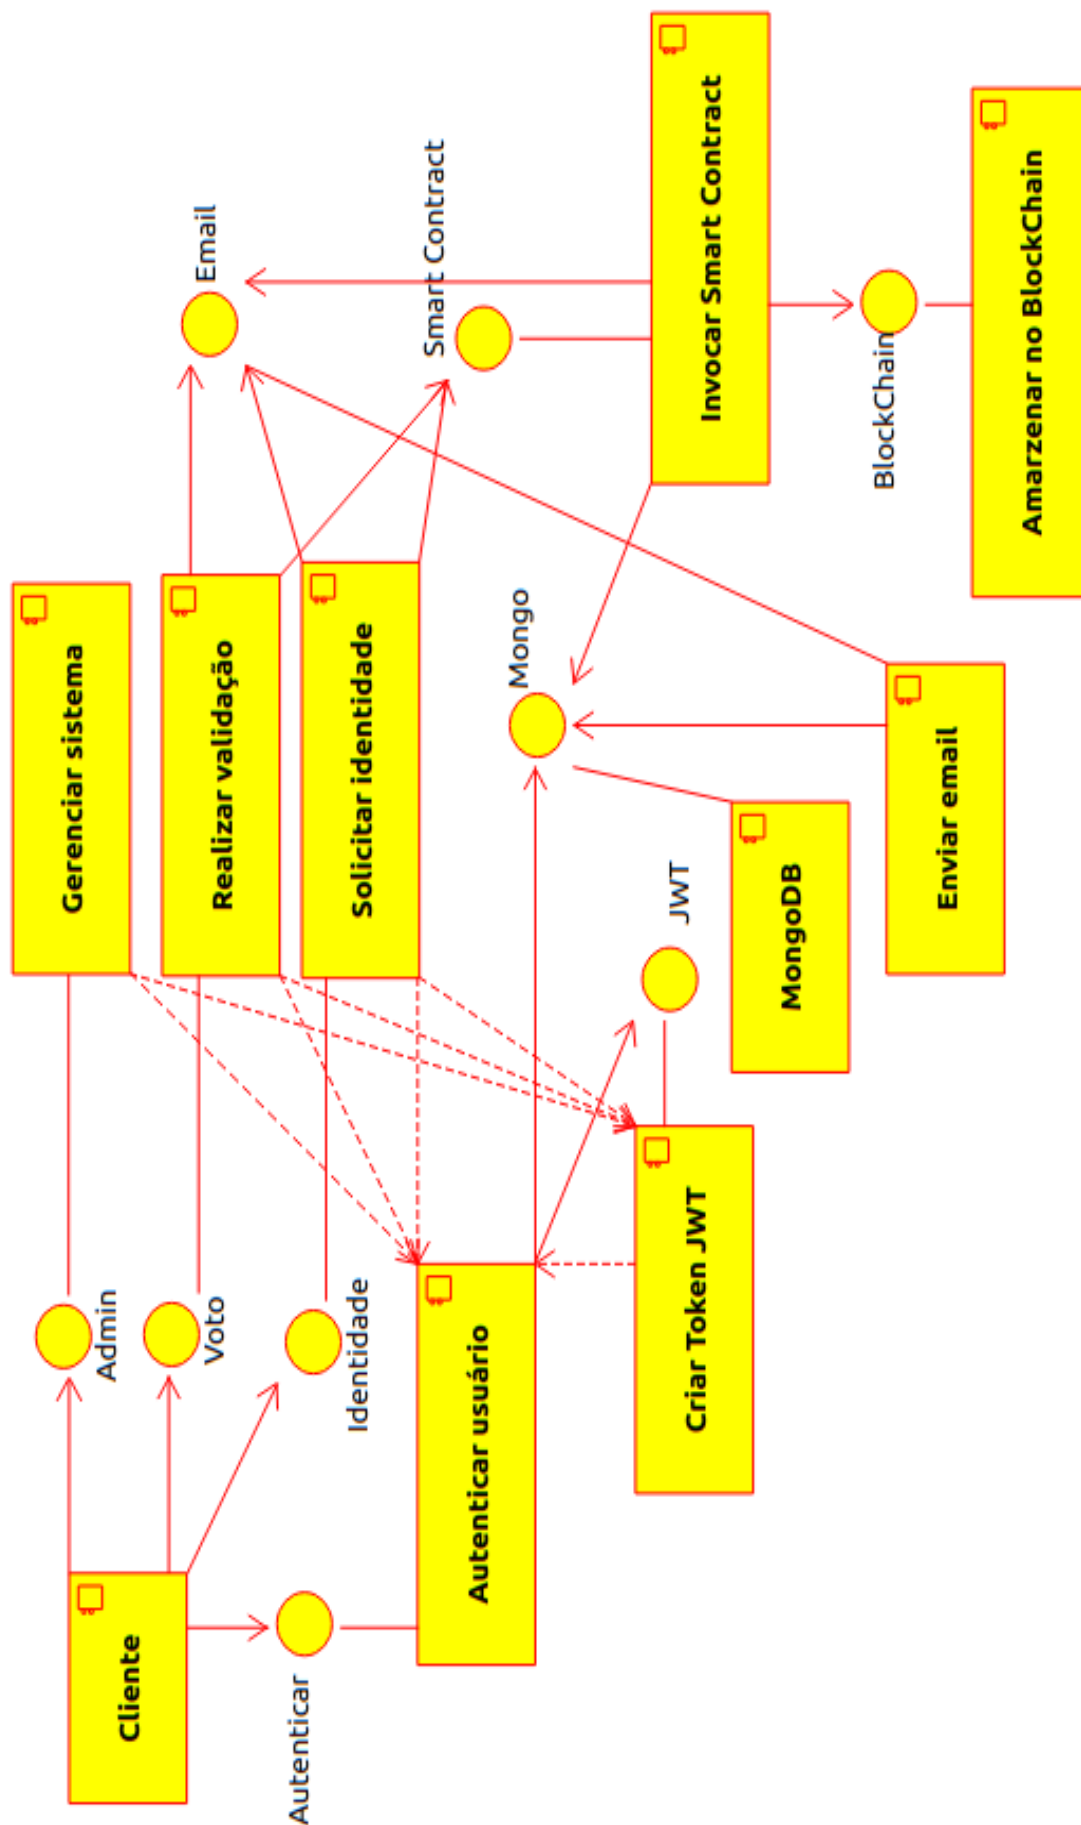 Cliente
Autenticar
Admin
Voto
Identidade
Autenticar usuário
Criar Token JWT
JWT
Gerenciar sistema
Realizar validação
Solicitar identidade
MongoDB
Mongo
Enviar email
Email
Smart Contract
Invocar Smart Contract
BlockChain
Amarzenar no BlockChain